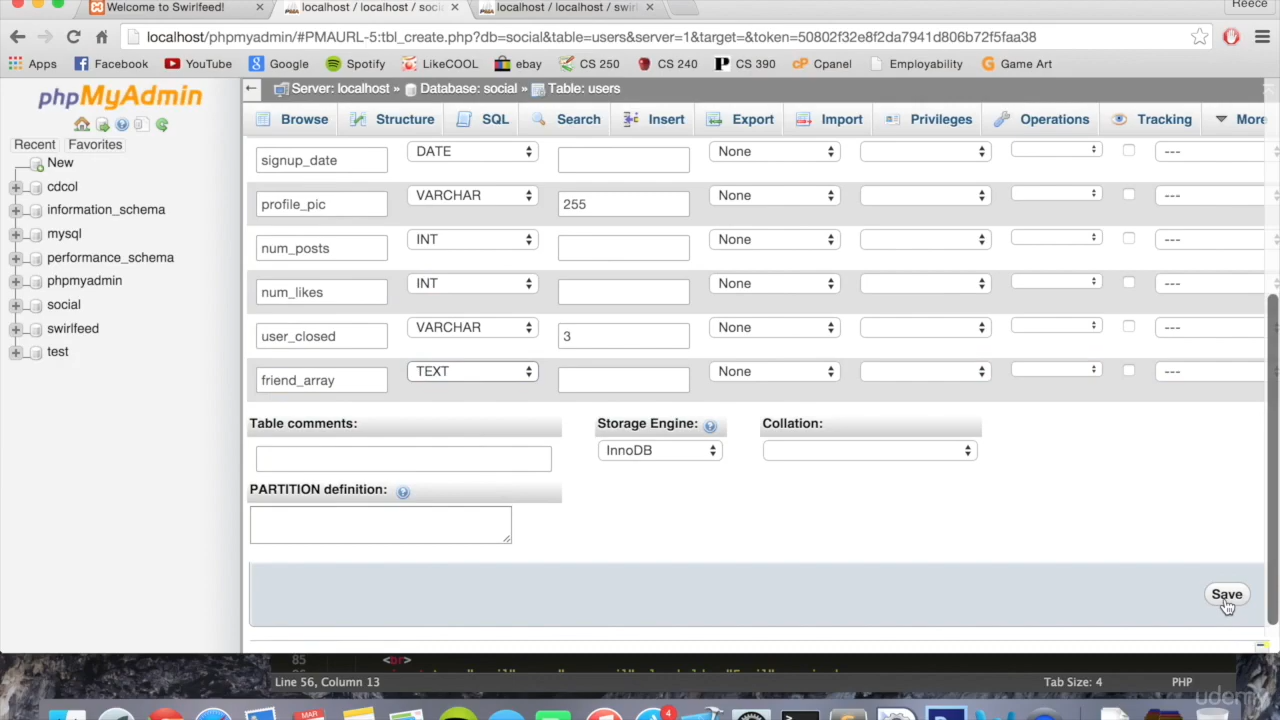 Welcome to Swirlfeed!
localhost / localhost / soci
localhost / localhost / swirl
Reece
localhost/phpmyadmin/#PMAURL-5:tbl_create.php?db=social&table=users&server=1&target=&token=50802f32e8f2da7941d806b72f5faa38
Apps Facebook YouTube Google Spotify LikeCOOL ebay CS 250 CS 240 CS 390 Cpanel Employability Game Art
phpMyAdmin
Recent Favorites
New
cdcol
information_schema
mysql
performance_schema
phpmyadmin
social
swirlfeed
test
Server: localhost » Database: social » Table: users
Browse Structure SQL Search Insert Export Import Privileges Operations Tracking More
signup_date DATE None ---
profile_pic VARCHAR 255 None ---
num_posts INT None ---
num_likes INT None ---
user_closed VARCHAR 3 None ---
friend_array TEXT None ---
Table comments: Storage Engine: Collation:
InnoDB
PARTITION definition:
Save
85 <br>
Line 56, Column 13 Tab Size: 4 PHP
MAR
4
udemy